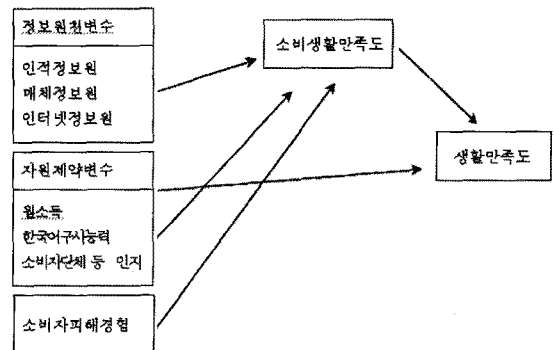 정보원천변수
인적정보원
매체정보원
인터넷정보원
자원제약변수
월소득
한국어구사능력
소비자단체 등 인지
소비자피해경험
소비생활만족도
생활만족도